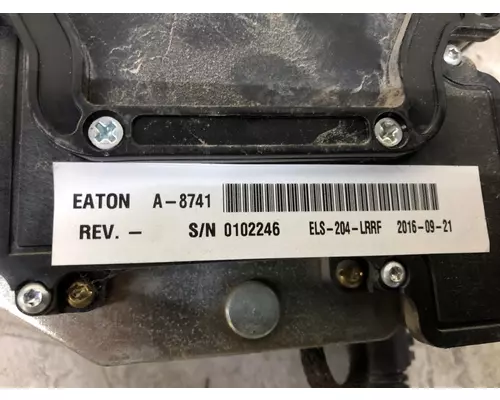 EATON A-8741
REV. - S/N 0102246 ELS-204-LRRF 2016-09-21